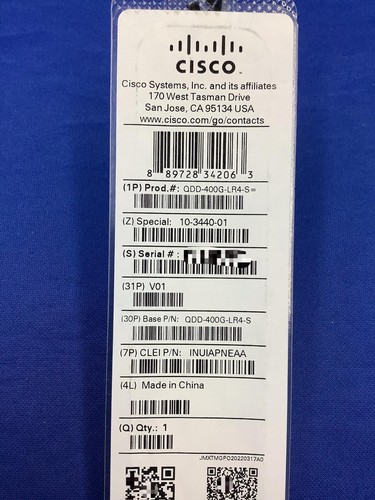 CISCO
Cisco Systems, Inc. and its affiliates
170 West Tasman Drive
San Jose, CA 95134 USA
www.cisco.com/go/contacts
8 89728 34206 3
(1P) Prod.#: QDD-400G-LR4-S=
(Z) Special: 10-3440-01
(S) Serial # :
(31P) V01
(30P) Base P/N: QDD-400G-LR4-S
(7P) CLEI P/N: INUIAPNEAA
(4L) Made in China
(Q) Qty.: 1
JMXTMGPO20220317A0